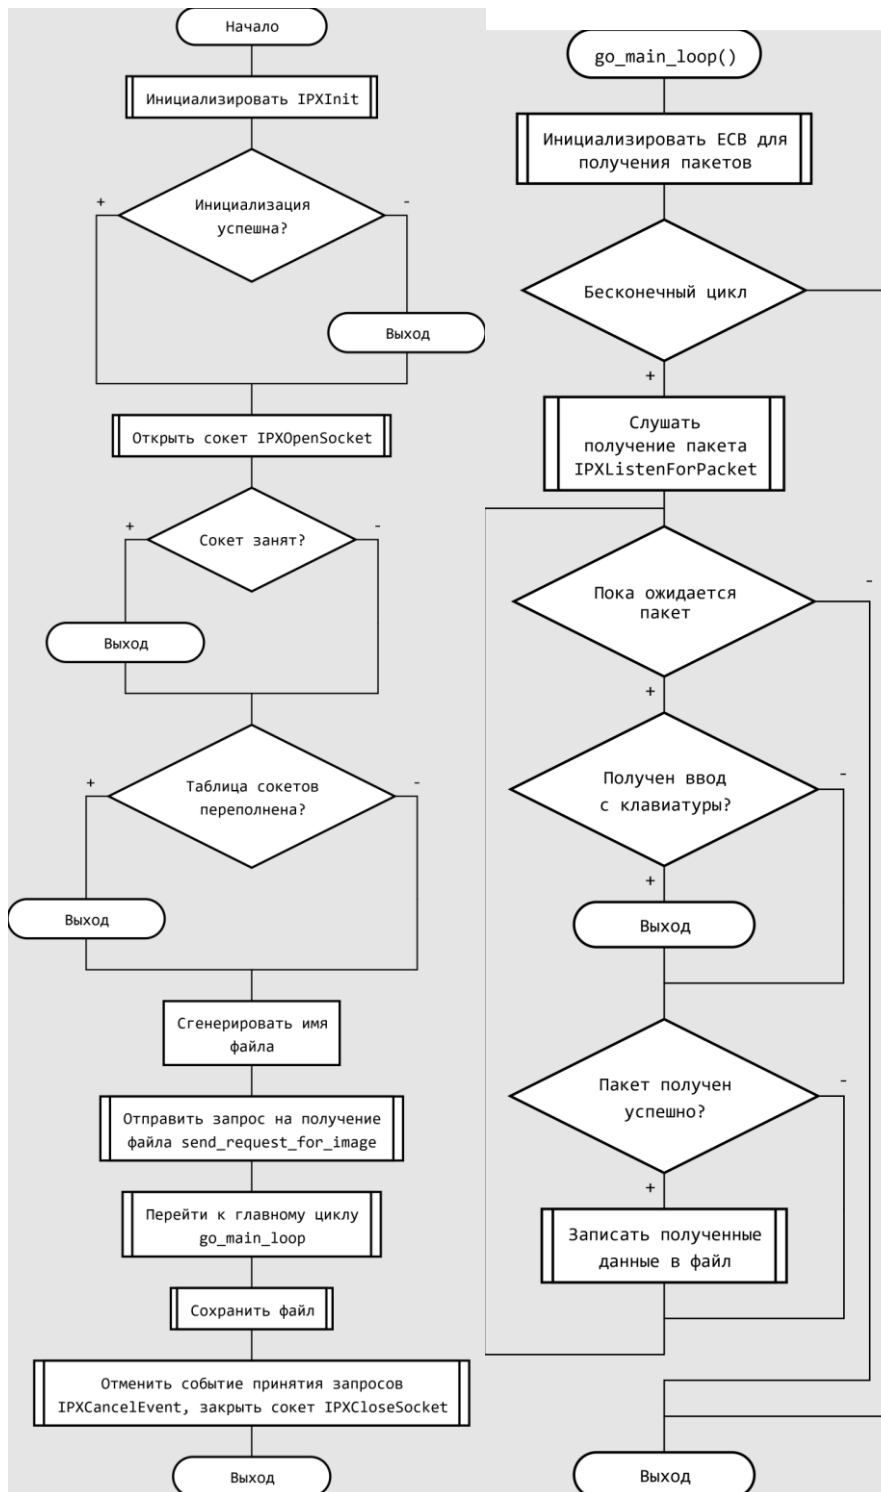 Начало
Инициализировать IPXInit
+
-
Инициализация
успешна?
Выход
Открыть сокет IPXOpenSocket
+
-
Сокет занят?
Выход
+
-
Таблица сокетов
переполнена?
Выход
Сгенерировать имя
файла
Отправить запрос на получение
файла send_request_for_image
Перейти к главному циклу
go_main_loop
Сохранить файл
Отменить событие принятия запросов
IPXCancelEvent, закрыть сокет IPXCloseSocket
Выход
go_main_loop()
Инициализировать ECB для
получения пакетов
Бесконечный цикл
+
Слушать
получение пакета
IPXListenForPacket
-
Пока ожидается
пакет
+
Получен ввод
с клавиатуры?
-
+
Выход
Пакет получен
успешно?
-
+
Записать полученные
данные в файл
Выход